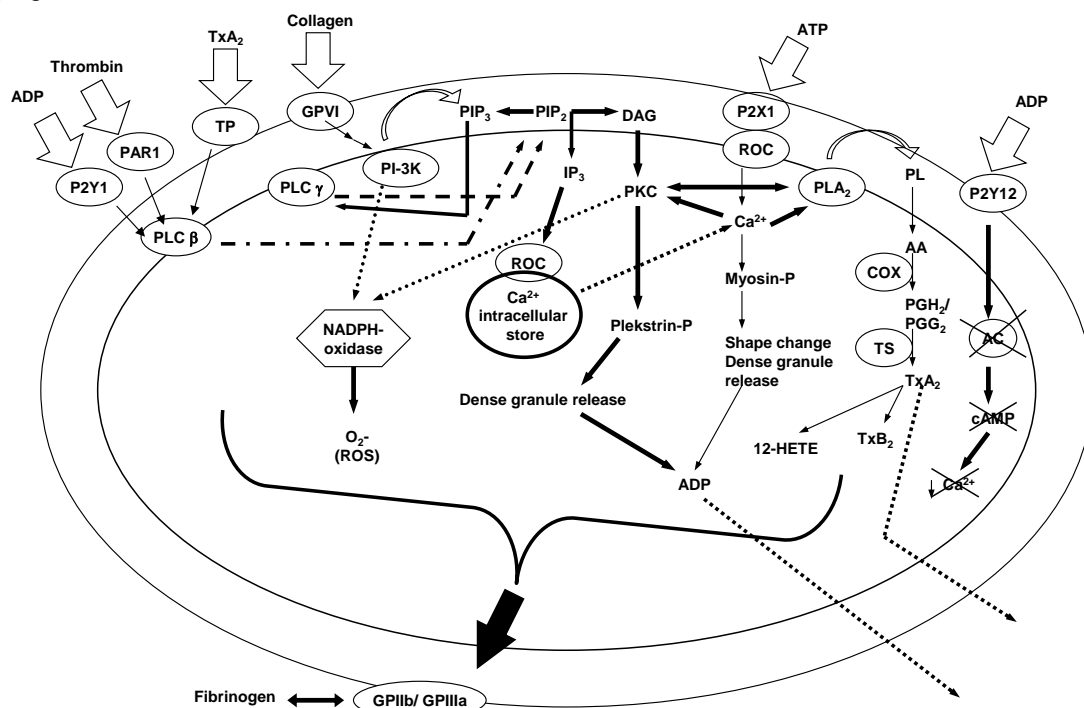 Collagen
TxA2
ATP
Thrombin
ADP
ADP
GPVI
PIP3
PIP2
DAG
P2X1
TP
PAR1
ROC
PI-3K
IP3
PL
P2Y1
PLC γ
PKC
PLA2
P2Y12
Ca2+
PLC β
AA
ROC
COX
Myosin-P
Ca2+
intracellular
store
PGH2/
PGG2
NADPH-
oxidase
Plekstrin-P
Shape change
Dense granule
release
TS
AC
TxA2
Dense granule release
cAMP
O2-
(ROS)
12-HETE
TxB2
ADP
Ca2+
Fibrinogen
GPIIb/ GPIIIa